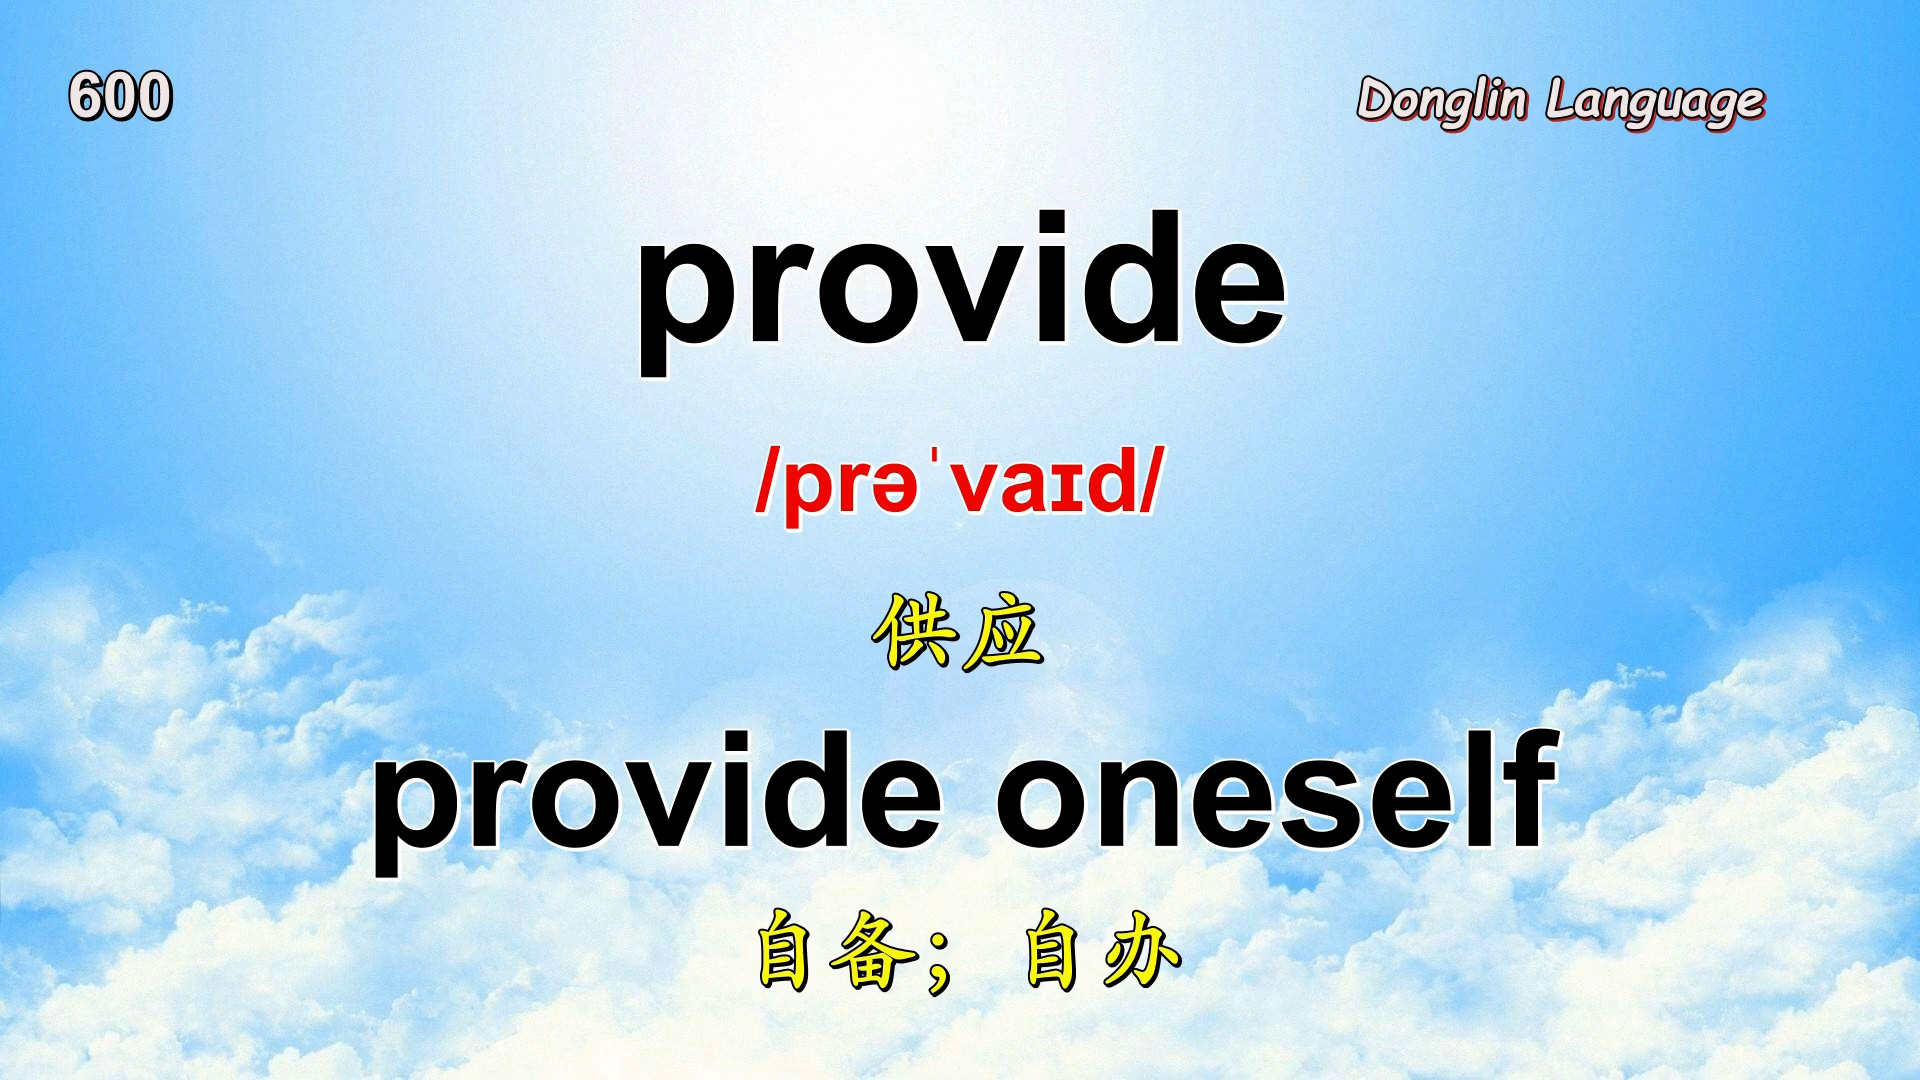 600
Donglin Language
provide
/prəˈvaɪd/
供应
provide oneself
自备；自办